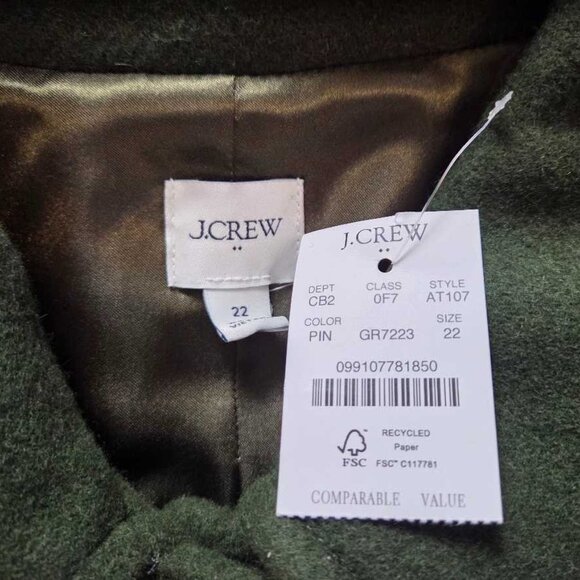 J.CREW
22
J.CREW
DEPT CLASS STYLE
CB2 0F7 AT107
COLOR SIZE
PIN GR7223 22
099107781850
RECYCLED
Paper
FSC™ C117781
FSC
COMPARABLE VALUE